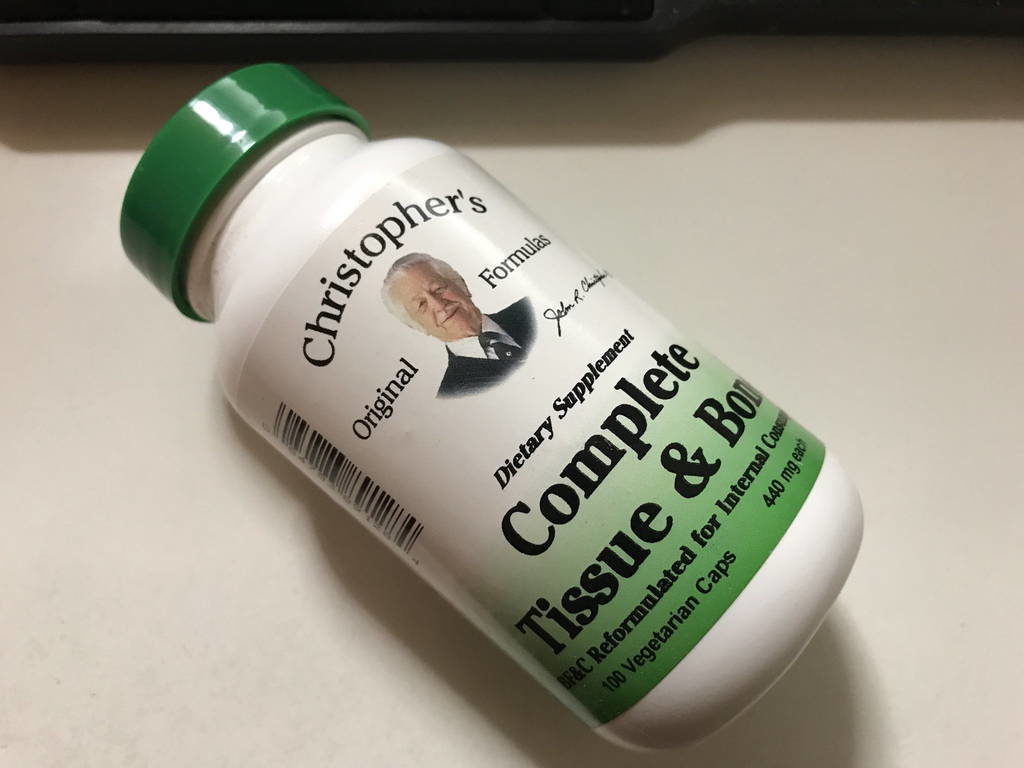 Christopher's
Original Formulas
Dietary Supplement
Complete
Tissue &
BF&C Reformulated for Internal
100 Vegetarian Caps 440 mg each